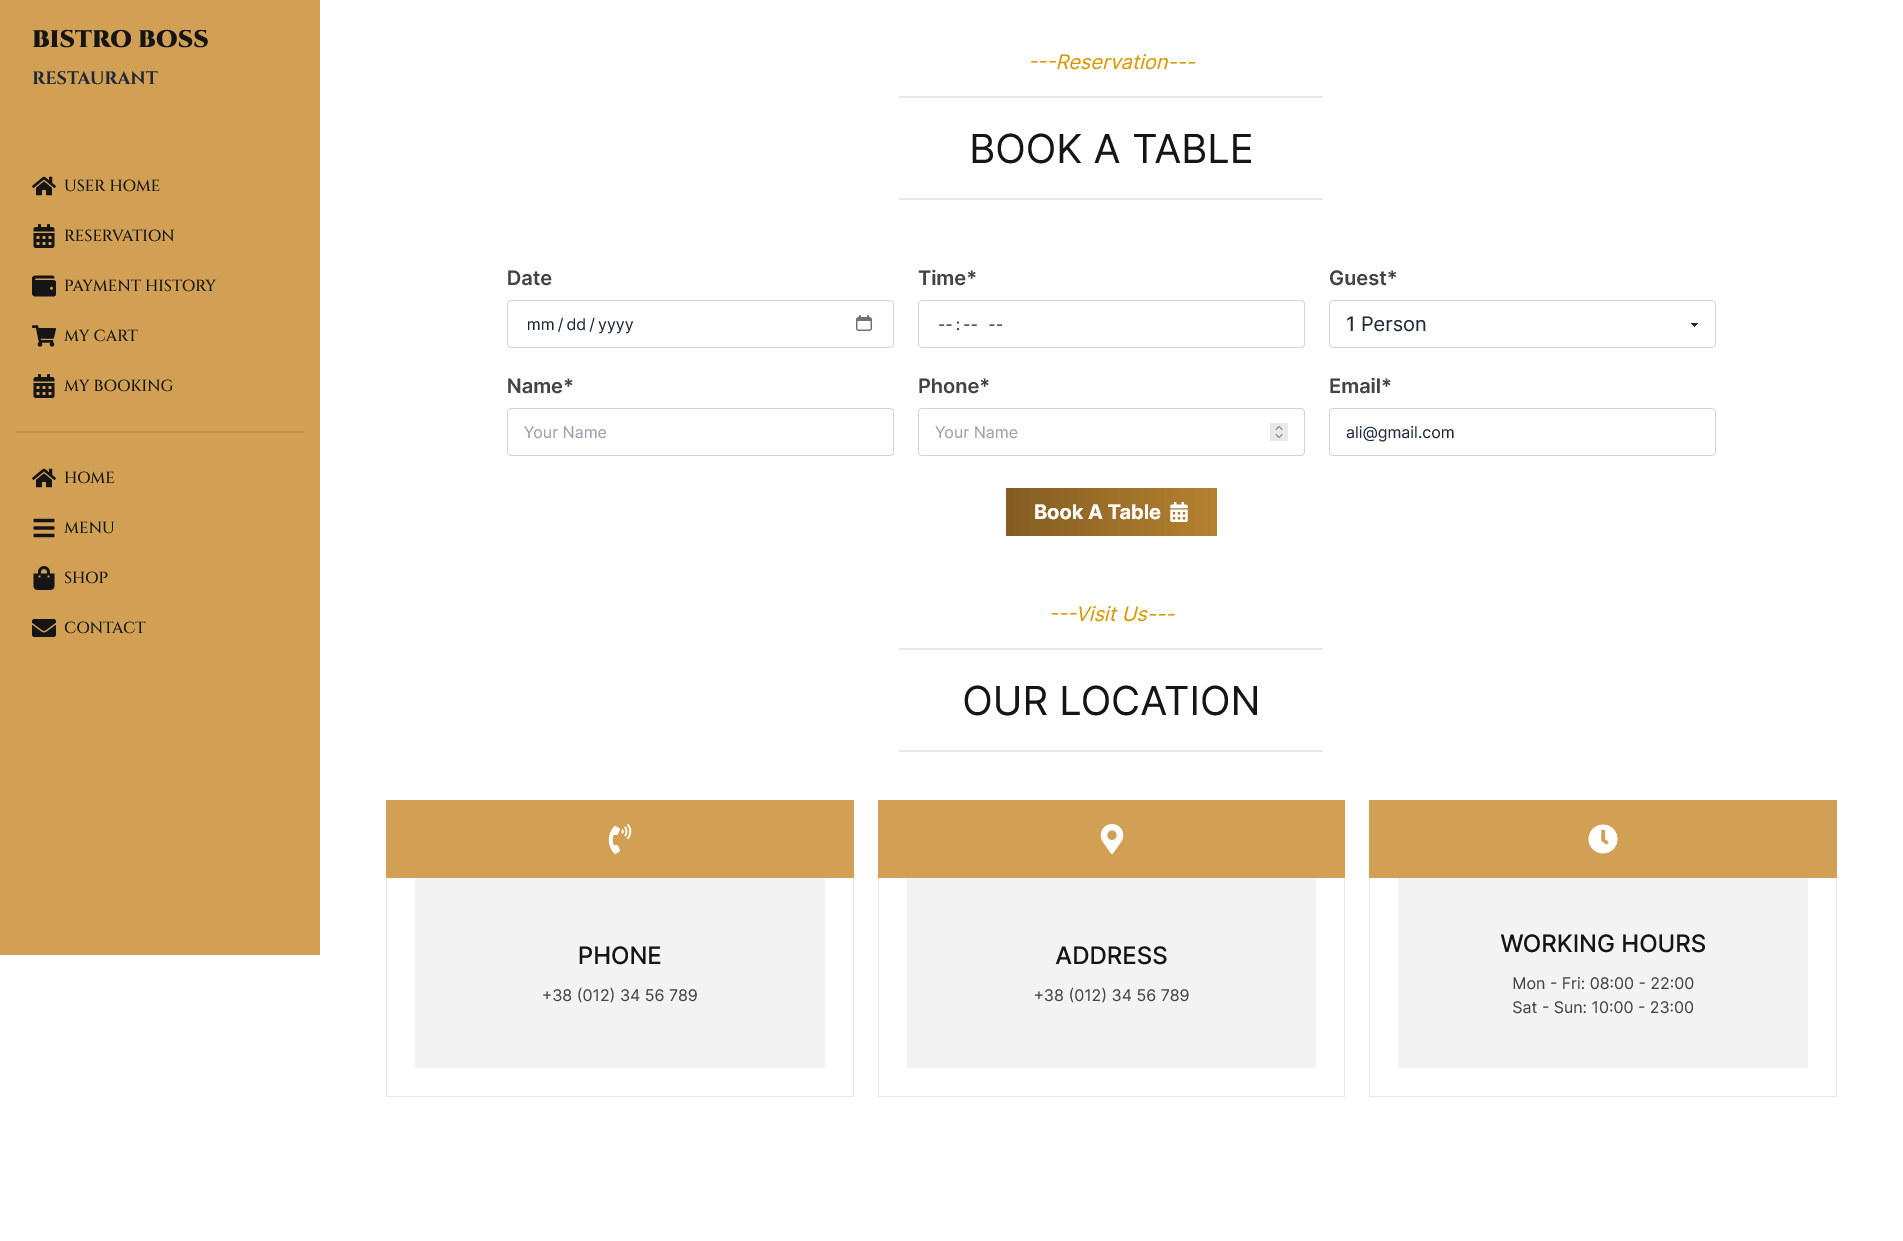 BISTRO BOSS
RESTAURANT
USER HOME
RESERVATION
PAYMENT HISTORY
MY CART
MY BOOKING
HOME
MENU
SHOP
CONTACT
---Reservation---
BOOK A TABLE
Date
Time*
Guest*
mm/dd/yyyy
--:-- --
1 Person
Name*
Phone*
Email*
Your Name
Your Name
ali@gmail.com
Book A Table
---Visit Us---
OUR LOCATION
PHONE
+38 (012) 34 56 789
ADDRESS
+38 (012) 34 56 789
WORKING HOURS
Mon - Fri: 08:00 - 22:00
Sat - Sun: 10:00 - 23:00